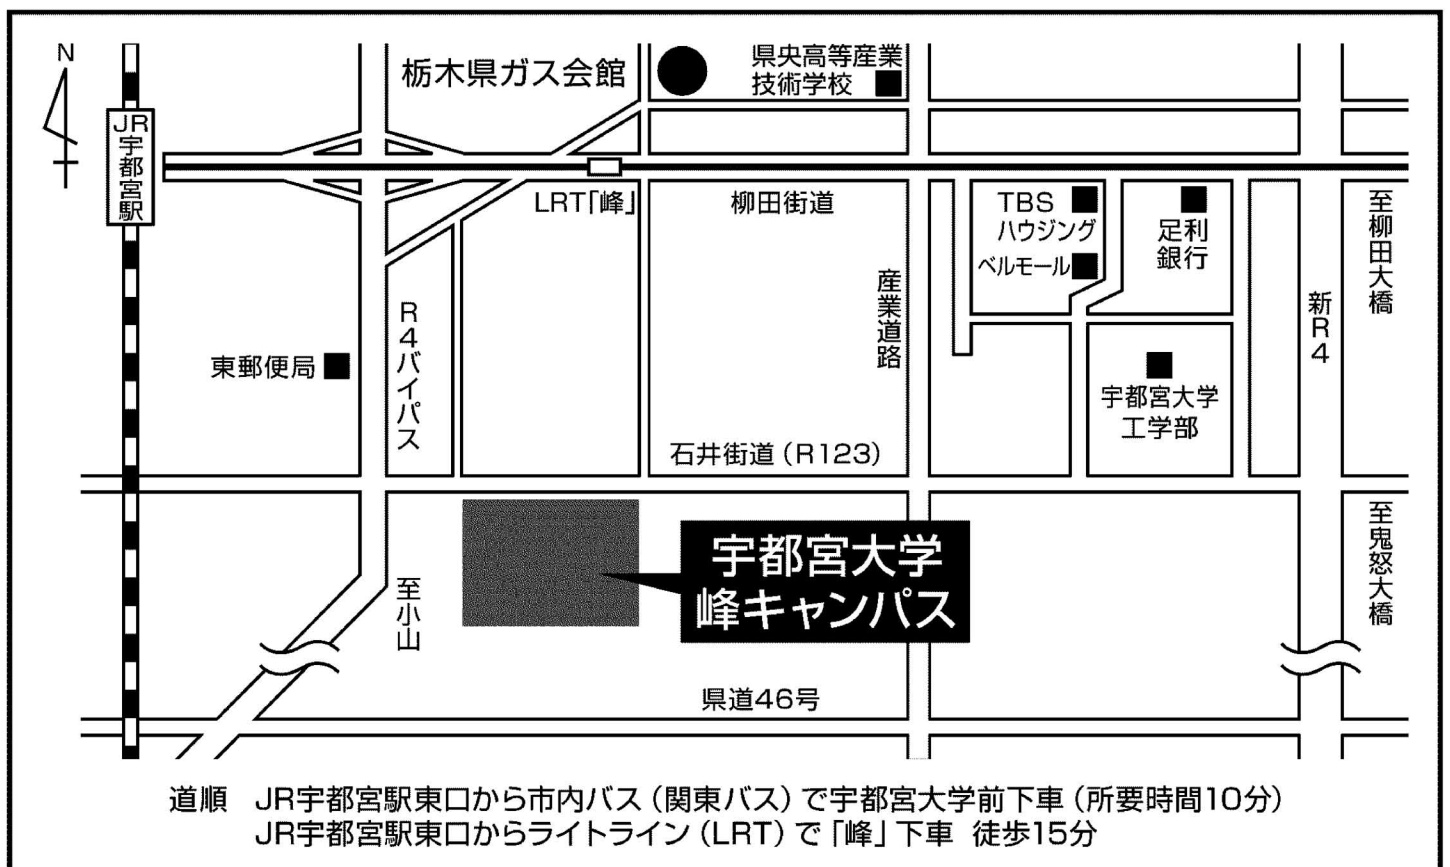 N
JR宇都宮駅
栃木県ガス会館
県央高等産業
技術学校
LRT「峰」
柳田街道
TBS
ハウジング
ベルモール
足利
銀行
至柳田大橋
産業道路
新R4
R4バイパス
東郵便局
宇都宮大学
工学部
石井街道(R123)
宇都宮大学
峰キャンパス
至鬼怒大橋
至小山
県道46号
道順 JR宇都宮駅東口から市内バス(関東バス)で宇都宮大学前下車(所要時間10分)
JR宇都宮駅東口からライトライン(LRT)で「峰」下車 徒歩15分